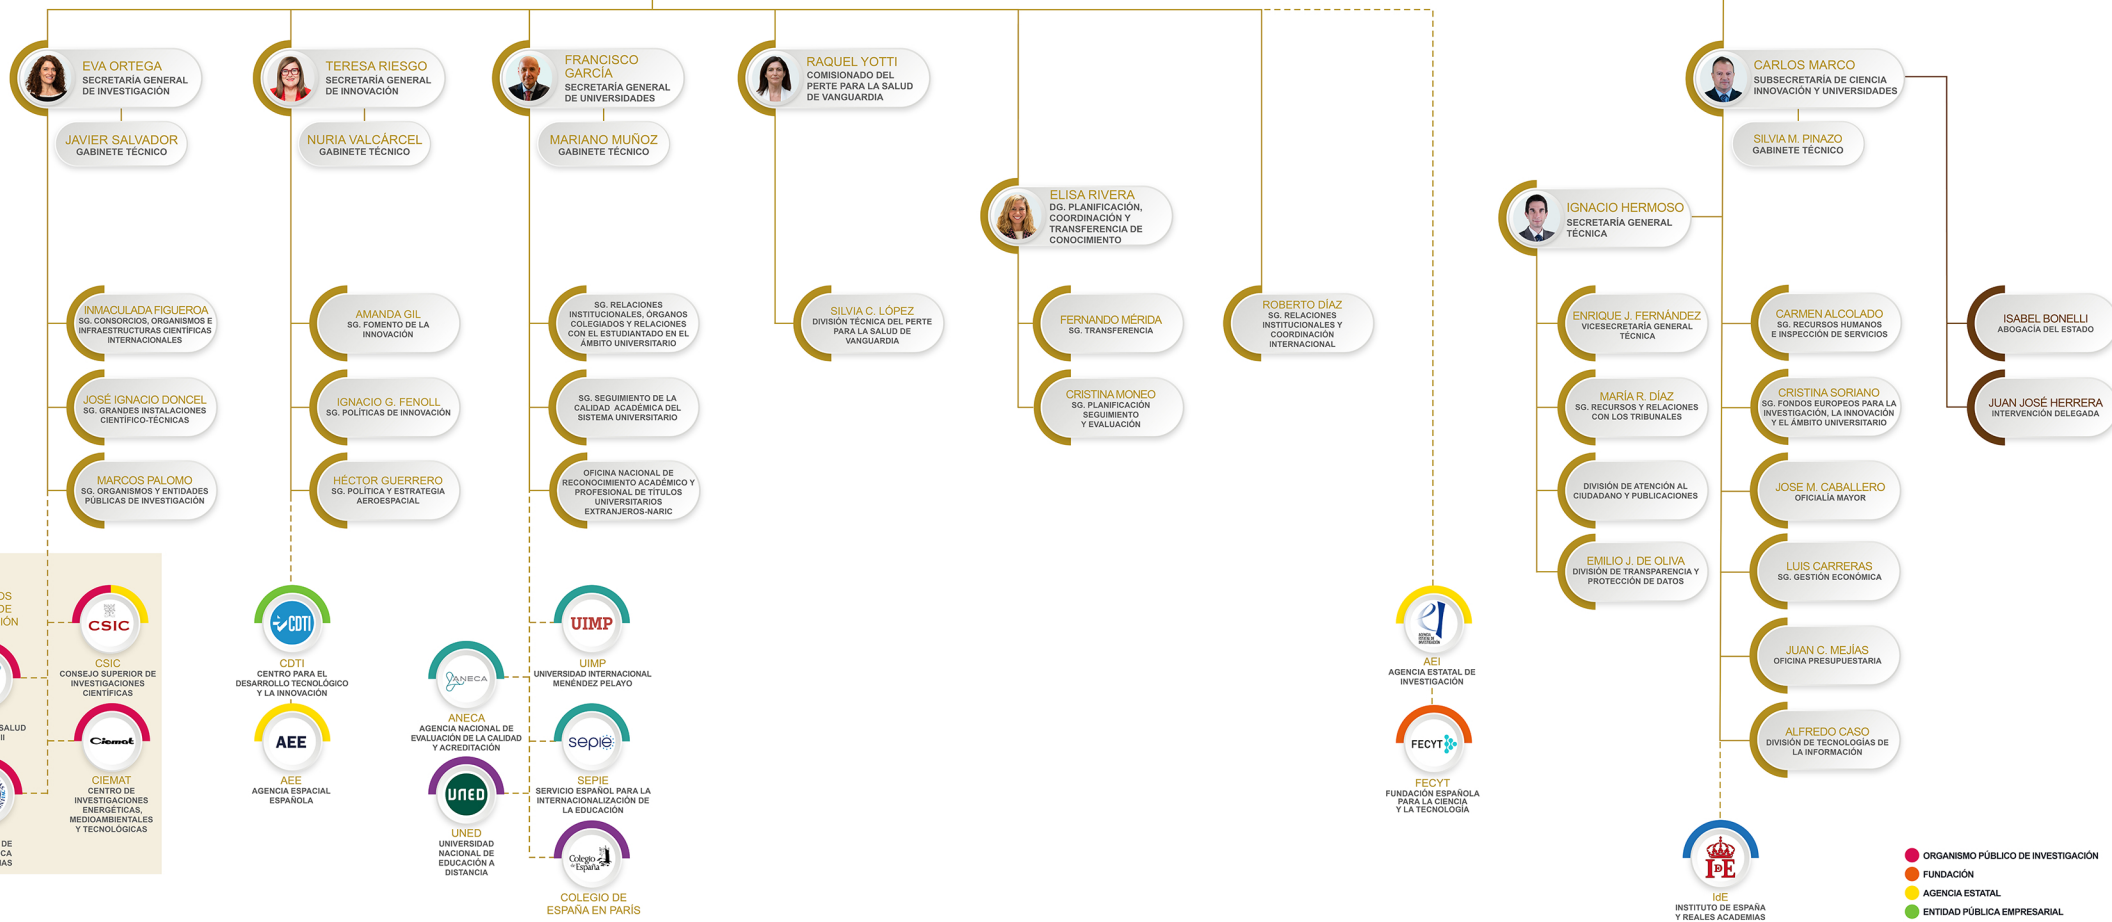 EVA ORTEGA
SECRETARÍA GENERAL
DE INVESTIGACIÓN
JAVIER SALVADOR
GABINETE TÉCNICO
INMACULADA FIGUEROA
SG. CONSORCIOS, ORGANISMOS E
INFRAESTRUCTURAS CIENTÍFICAS
INTERNACIONALES
JOSÉ IGNACIO DONCEL
SG. GRANDES INSTALACIONES
CIENTÍFICO-TÉCNICAS
MARCOS PALOMO
SG. ORGANISMOS Y ENTIDADES
PÚBLICAS DE INVESTIGACIÓN
OS
DE
IÓN
SALUD
II
DE
CA
AS
CSIC
CSIC
CONSEJO SUPERIOR DE
INVESTIGACIONES
CIENTÍFICAS
Ciemat
CIEMAT
CENTRO DE
INVESTIGACIONES
ENERGÉTICAS,
MEDIOAMBIENTALES
Y TECNOLÓGICAS
TERESA RIESGO
SECRETARÍA GENERAL
DE INNOVACIÓN
NURIA VALCÁRCEL
GABINETE TÉCNICO
AMANDA GIL
SG. FOMENTO DE LA
INNOVACIÓN
IGNACIO G. FENOLL
SG. POLÍTICAS DE INNOVACIÓN
HÉCTOR GUERRERO
SG. POLÍTICA Y ESTRATEGIA
AEROESPACIAL
CDTI
CDTI
CENTRO PARA EL
DESARROLLO TECNOLÓGICO
Y LA INNOVACIÓN
AEE
AEE
AGENCIA ESPACIAL
ESPAÑOLA
FRANCISCO
GARCÍA
SECRETARÍA GENERAL
DE UNIVERSIDADES
MARIANO MUÑOZ
GABINETE TÉCNICO
SG. RELACIONES
INSTITUCIONALES, ÓRGANOS
COLEGIADOS Y RELACIONES
CON EL ESTUDIANTADO EN EL
ÁMBITO UNIVERSITARIO
SG. SEGUIMIENTO DE LA
CALIDAD ACADÉMICA DEL
SISTEMA UNIVERSITARIO
OFICINA NACIONAL DE
RECONOCIMIENTO ACADÉMICO Y
PROFESIONAL DE TÍTULOS
UNIVERSITARIOS
EXTRANJEROS-NARIC
UIMP
UIMP
UNIVERSIDAD INTERNACIONAL
MENÉNDEZ PELAYO
ANECA
ANECA
AGENCIA NACIONAL DE
EVALUACIÓN DE LA CALIDAD
Y ACREDITACIÓN
sepie
SEPIE
SERVICIO ESPAÑOL PARA LA
INTERNACIONALIZACIÓN DE
LA EDUCACIÓN
UNED
UNED
UNIVERSIDAD
NACIONAL DE
EDUCACIÓN A
DISTANCIA
Colegio
de España
COLEGIO DE
ESPAÑA EN PARÍS
RAQUEL YOTTI
COMISIONADO DEL
PERTE PARA LA SALUD
DE VANGUARDIA
SILVIA C. LÓPEZ
DIVISIÓN TÉCNICA DEL PERTE
PARA LA SALUD DE
VANGUARDIA
ELISA RIVERA
DG. PLANIFICACIÓN,
COORDINACIÓN Y
TRANSFERENCIA DE
CONOCIMIENTO
FERNANDO MÉRIDA
SG. TRANSFERENCIA
CRISTINA MONEO
SG. PLANIFICACIÓN
SEGUIMIENTO
Y EVALUACIÓN
ROBERTO DÍAZ
SG. RELACIONES
INSTITUCIONALES Y
COORDINACIÓN
INTERNACIONAL
AGENCIA
ESTATAL DE
INVESTIGACIÓN
AEI
AGENCIA ESTATAL DE
INVESTIGACIÓN
FECYT
FECYT
FUNDACIÓN ESPAÑOLA
PARA LA CIENCIA
Y LA TECNOLOGÍA
CARLOS MARCO
SUBSECRETARÍA DE CIENCIA
INNOVACIÓN Y UNIVERSIDADES
SILVIA M. PINAZO
GABINETE TÉCNICO
IGNACIO HERMOSO
SECRETARÍA GENERAL
TÉCNICA
ENRIQUE J. FERNÁNDEZ
VICESECRETARÍA GENERAL
TÉCNICA
MARÍA R. DÍAZ
SG. RECURSOS Y RELACIONES
CON LOS TRIBUNALES
DIVISIÓN DE ATENCIÓN AL
CIUDADANO Y PUBLICACIONES
EMILIO J. DE OLIVA
DIVISIÓN DE TRANSPARENCIA Y
PROTECCIÓN DE DATOS
CARMEN ALCOLADO
SG. RECURSOS HUMANOS
E INSPECCIÓN DE SERVICIOS
CRISTINA SORIANO
SG. FONDOS EUROPEOS PARA LA
INVESTIGACIÓN, LA INNOVACIÓN
Y EL ÁMBITO UNIVERSITARIO
JOSE M. CABALLERO
OFICIALÍA MAYOR
LUIS CARRERAS
SG. GESTIÓN ECONÓMICA
JUAN C. MEJÍAS
OFICINA PRESUPUESTARIA
ALFREDO CASO
DIVISIÓN DE TECNOLOGÍAS DE
LA INFORMACIÓN
IDE
IdE
INSTITUTO DE ESPAÑA
Y REALES ACADEMIAS
ISABEL BONELLI
ABOGACÍA DEL ESTADO
JUAN JOSÉ HERRERA
INTERVENCIÓN DELEGADA
ORGANISMO PÚBLICO DE INVESTIGACIÓN
FUNDACIÓN
AGENCIA ESTATAL
ENTIDAD PÚBLICA EMPRESARIAL